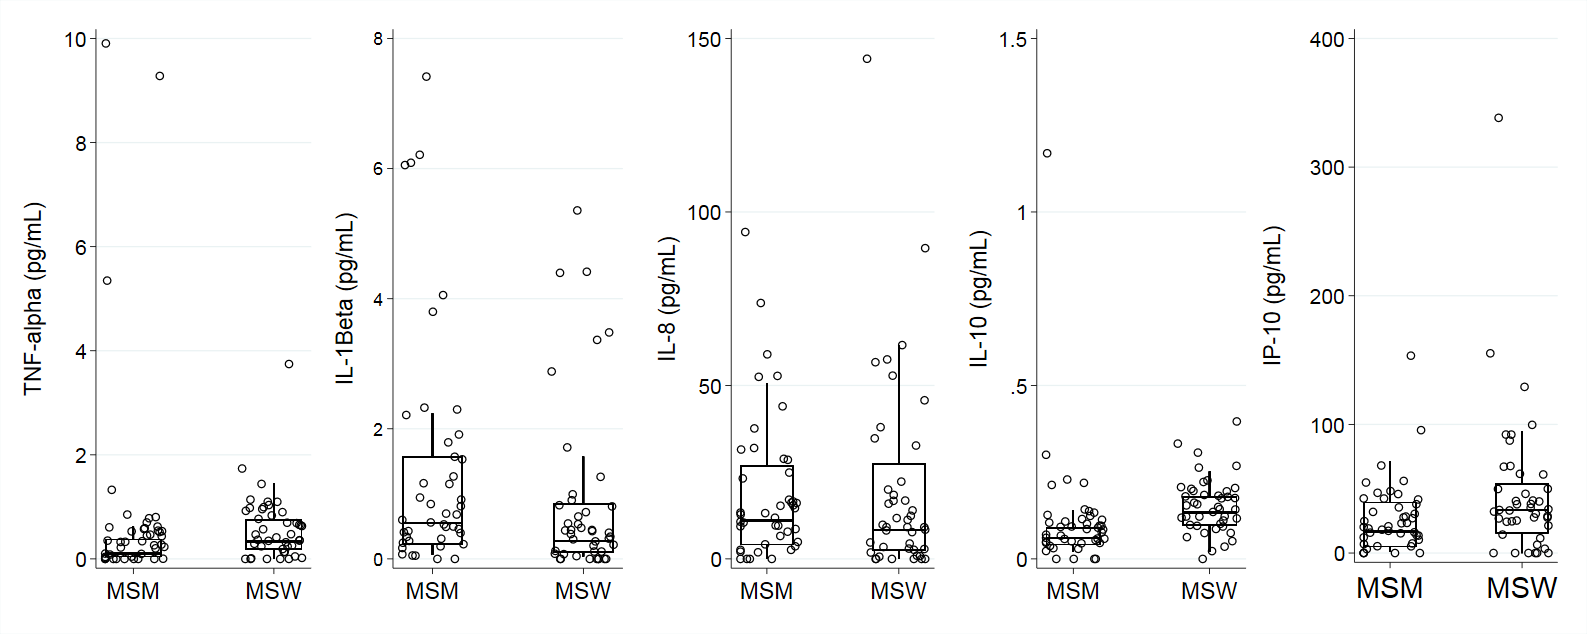 TNF-alpha (pg/mL)
10
8
6
4
2
0
MSM MSW
IL-1Beta (pg/mL)
8
6
4
2
0
MSM MSW
IL-8 (pg/mL)
150
100
50
0
MSM MSW
IL-10 (pg/mL)
1.5
1
.5
0
MSM MSW
IP-10 (pg/mL)
400
300
200
100
0
MSM MSW